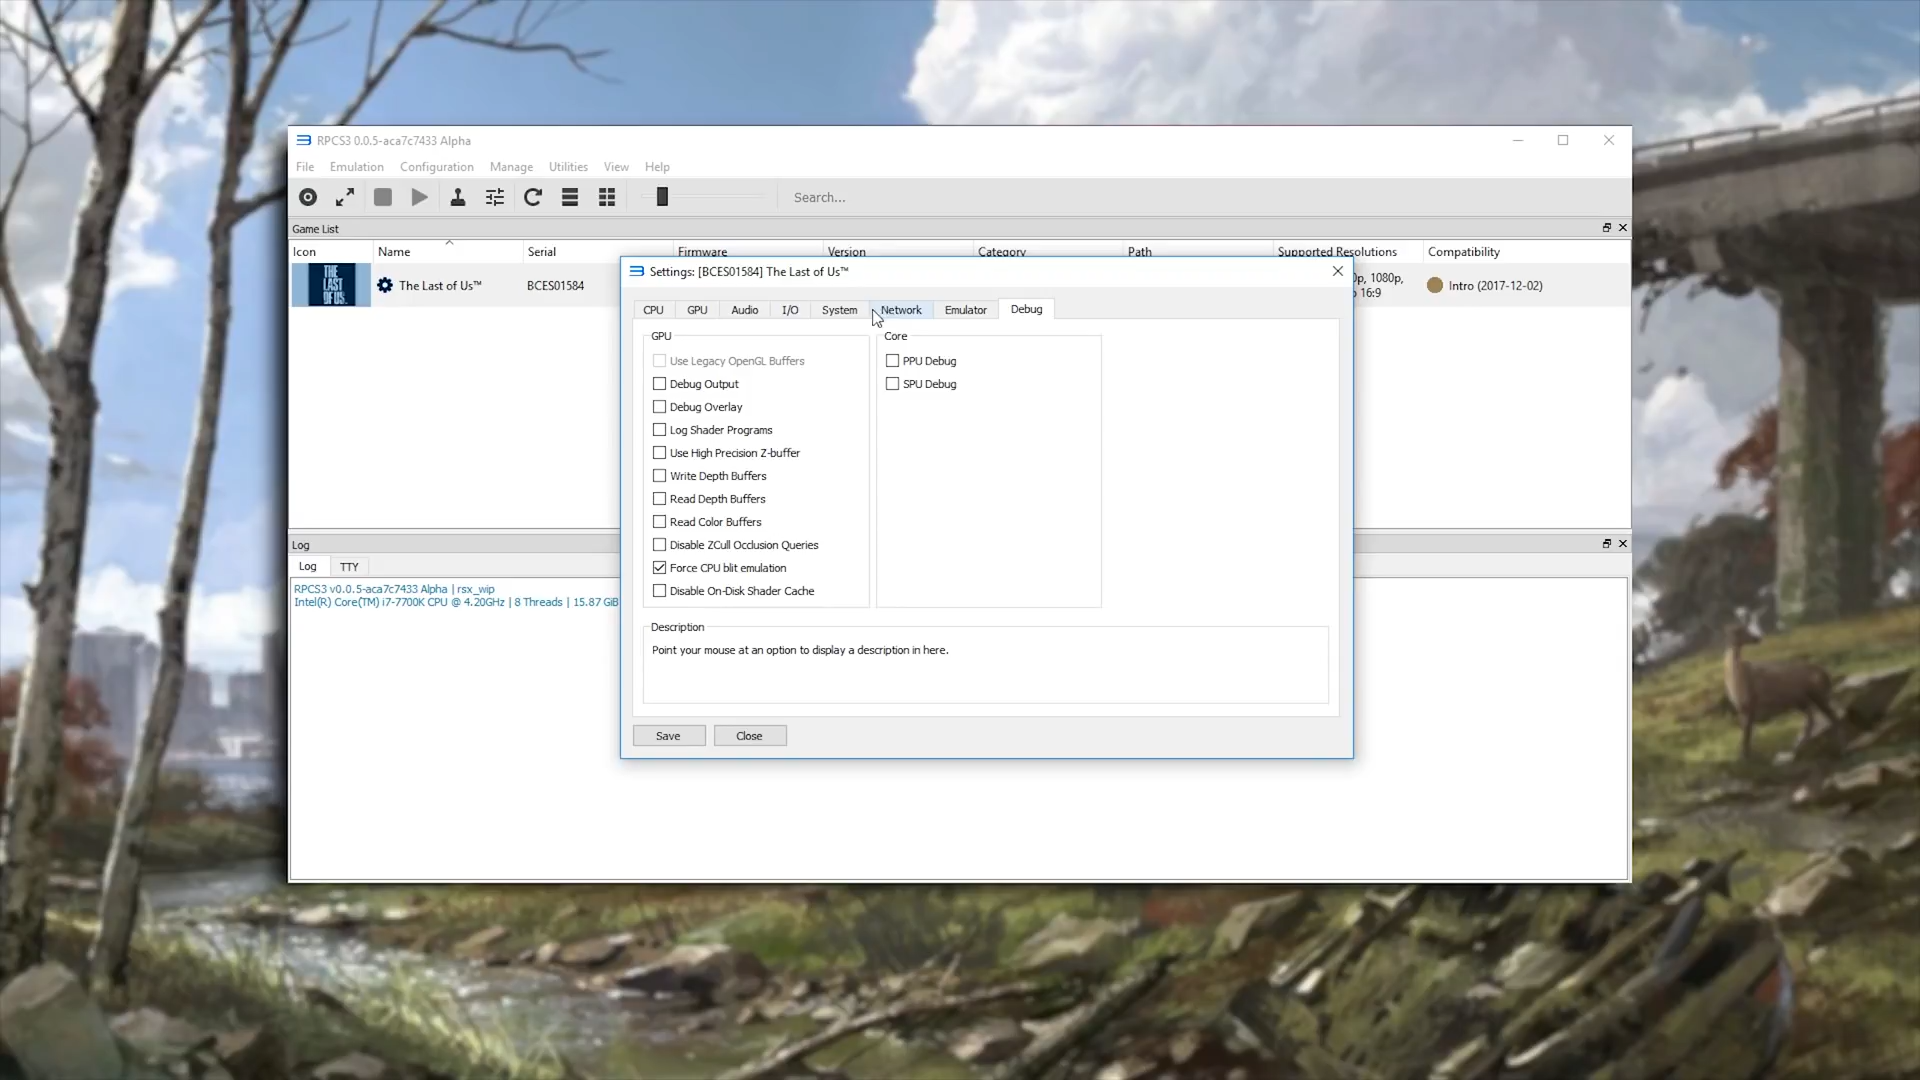 RPCS3 0.0.5-aca7c7433 Alpha
File Emulation Configuration Manage Utilities View Help
Search...
Game List
Icon Name Serial Firmware Version Category Path Supported Resolutions Compatibility
THE LAST OF US
The Last of Us™ BCES01584 0p, 1080p, 16:9 Intro (2017-12-02)
Settings: [BCES01584] The Last of Us™
CPU GPU Audio I/O System Network Emulator Debug
GPU
Use Legacy OpenGL Buffers
Debug Output
Debug Overlay
Log Shader Programs
Use High Precision Z-buffer
Write Depth Buffers
Read Depth Buffers
Read Color Buffers
Disable ZCull Occlusion Queries
Force CPU blit emulation
Disable On-Disk Shader Cache
Core
PPU Debug
SPU Debug
Description
Point your mouse at an option to display a description in here.
Save Close
Log
Log TTY
RPCS3 v0.0.5-aca7c7433 Alpha | rsx_wip
Intel(R) Core(TM) i7-7700K CPU @ 4.20GHz | 8 Threads | 15.87 GiB